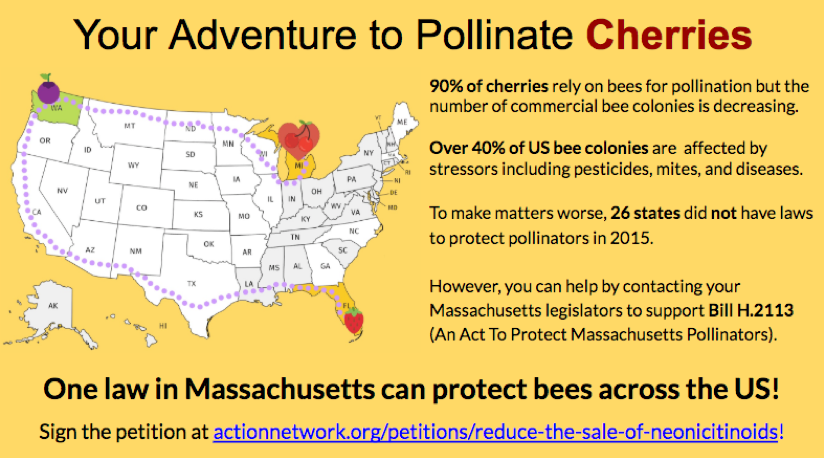 Your Adventure to Pollinate Cherries
90% of cherries rely on bees for pollination but the
number of commercial bee colonies is decreasing.
Over 40% of US bee colonies are affected by
stressors including pesticides, mites, and diseases.
To make matters worse, 26 states did not have laws
to protect pollinators in 2015.
However, you can help by contacting your
Massachusetts legislators to support Bill H.2113
(An Act To Protect Massachusetts Pollinators).
WA
MT
ND
MN
WI
MI
VT
ME
NY
OR
ID
WY
SD
IA
PA
NJ
DE
MD
RI
NV
UT
CO
NE
KS
MO
IL
IN
OH
KY
WV
VA
NC
TN
SC
CA
AZ
NM
OK
AR
MS
AL
GA
TX
LA
FL
AK
HI
One law in Massachusetts can protect bees across the US!
Sign the petition at actionnetwork.org/petitions/reduce-the-sale-of-neonicitinoids!